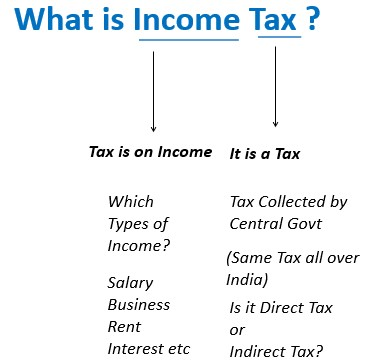 What is Income Tax ?
Tax is on Income
It is a Tax
Which
Types of
Income?
Salary
Business
Rent
Interest etc
Tax Collected by
Central Govt
(Same Tax all over
India)
Is it Direct Tax
or
Indirect Tax?